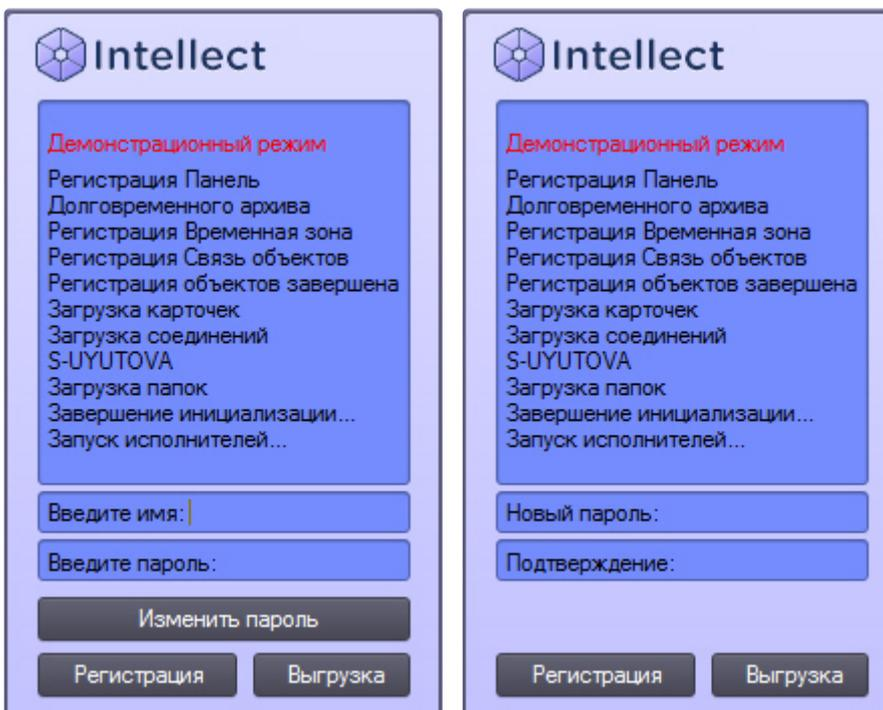 Intellect
Демонстрационный режим
Регистрация Панель
Долговременного архива
Регистрация Временная зона
Регистрация Связь объектов
Регистрация объектов завершена
Загрузка карточек
Загрузка соединений
S-UYUTOVA
Загрузка папок
Завершение инициализации...
Запуск исполнителей...
Введите имя:
Введите пароль:
Изменить пароль
Регистрация Выгрузка
Intellect
Демонстрационный режим
Регистрация Панель
Долговременного архива
Регистрация Временная зона
Регистрация Связь объектов
Регистрация объектов завершена
Загрузка карточек
Загрузка соединений
S-UYUTOVA
Загрузка папок
Завершение инициализации...
Запуск исполнителей...
Новый пароль:
Подтверждение:
Регистрация Выгрузка